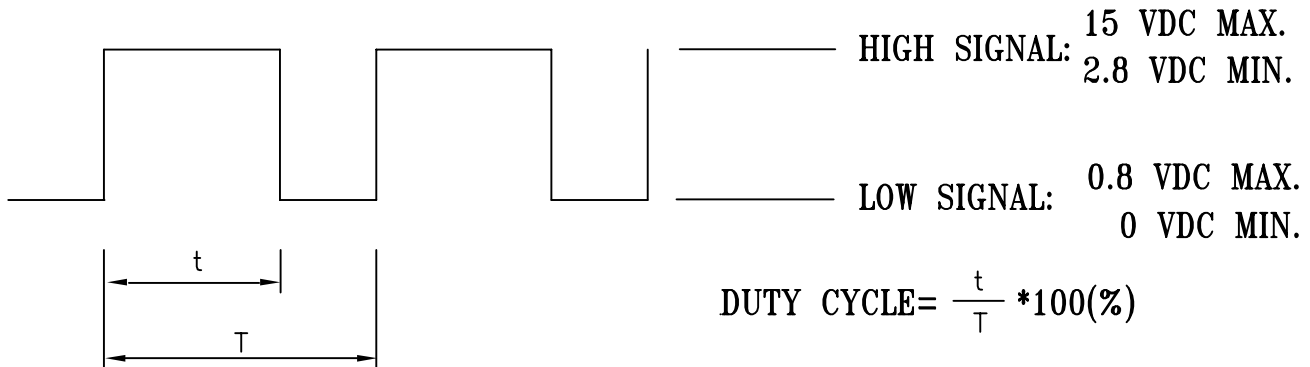 HIGH SIGNAL: 15 VDC MAX.
2.8 VDC MIN.
LOW SIGNAL: 0.8 VDC MAX.
0 VDC MIN.
t
T
DUTY CYCLE= t/T *100(%)